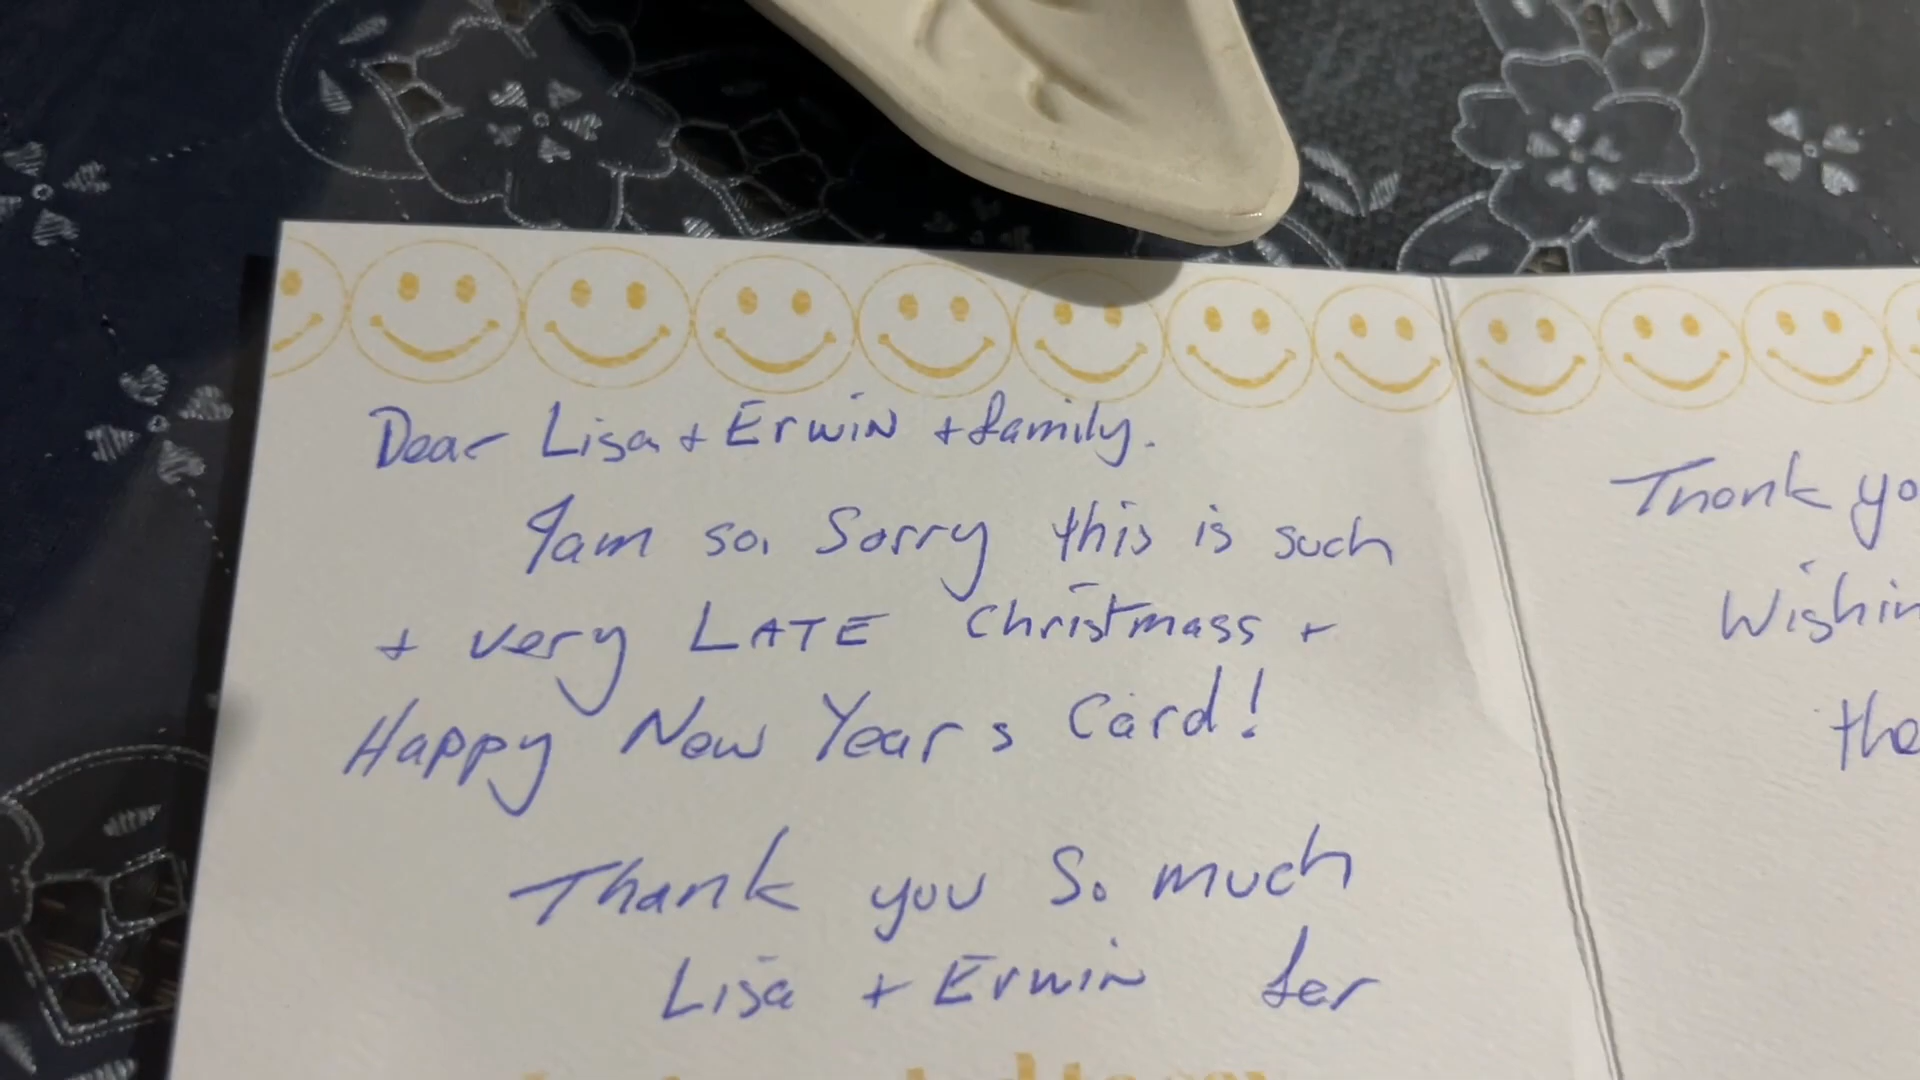 Dear Lisa + Erwin + family.
I am so, Sorry this is such
+ very LATE Christmass +
Happy New Years Card!
Thank you So much
Lisa + Erwin for
Thank yo
Wishin
the